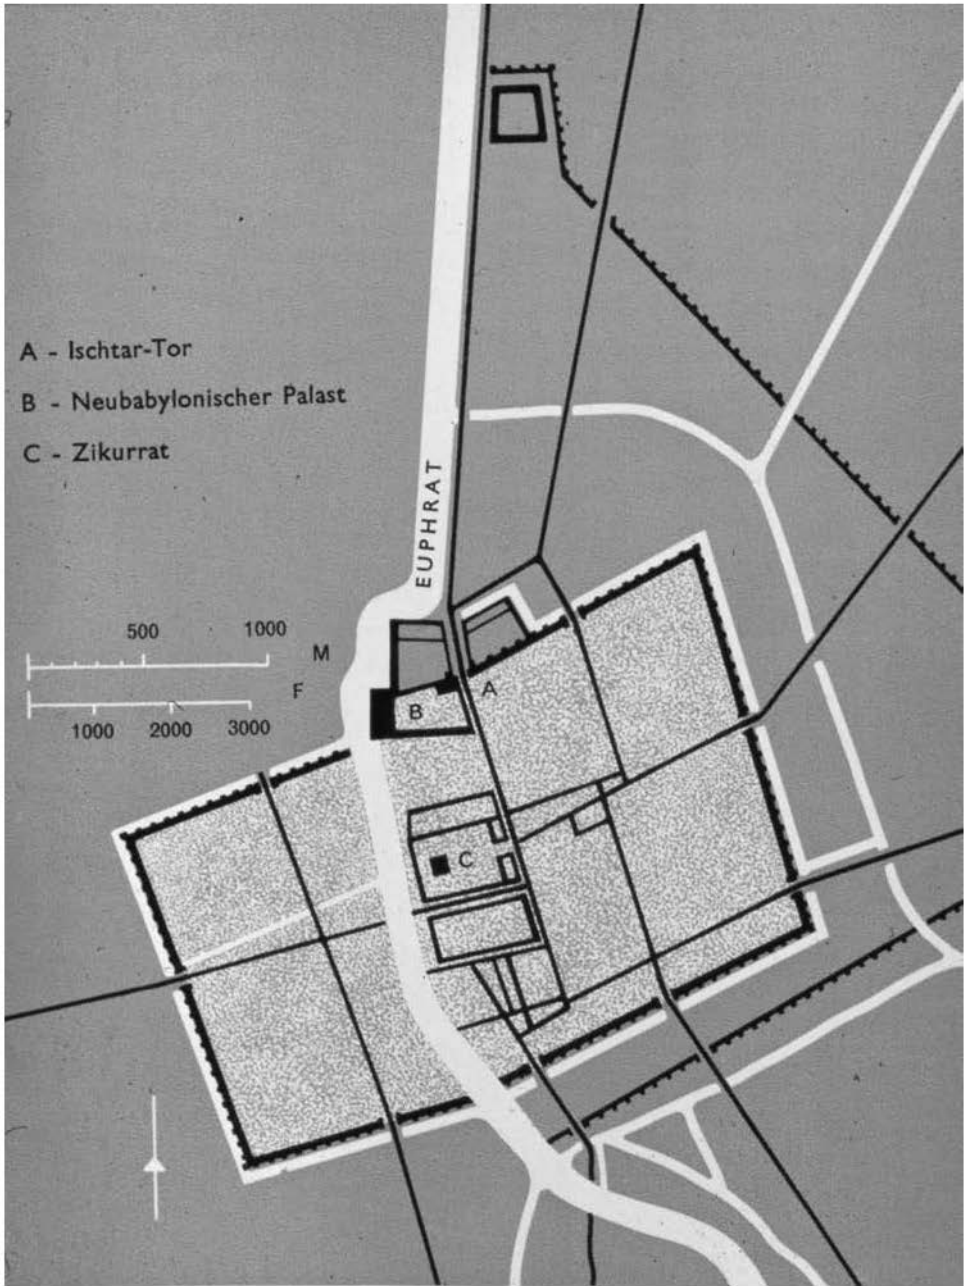 A - Ischtar-Tor
B - Neubabylonischer Palast
C - Zikurrat
EUPHRAT
500 1000
M
F
1000 2000 3000
A
B
C